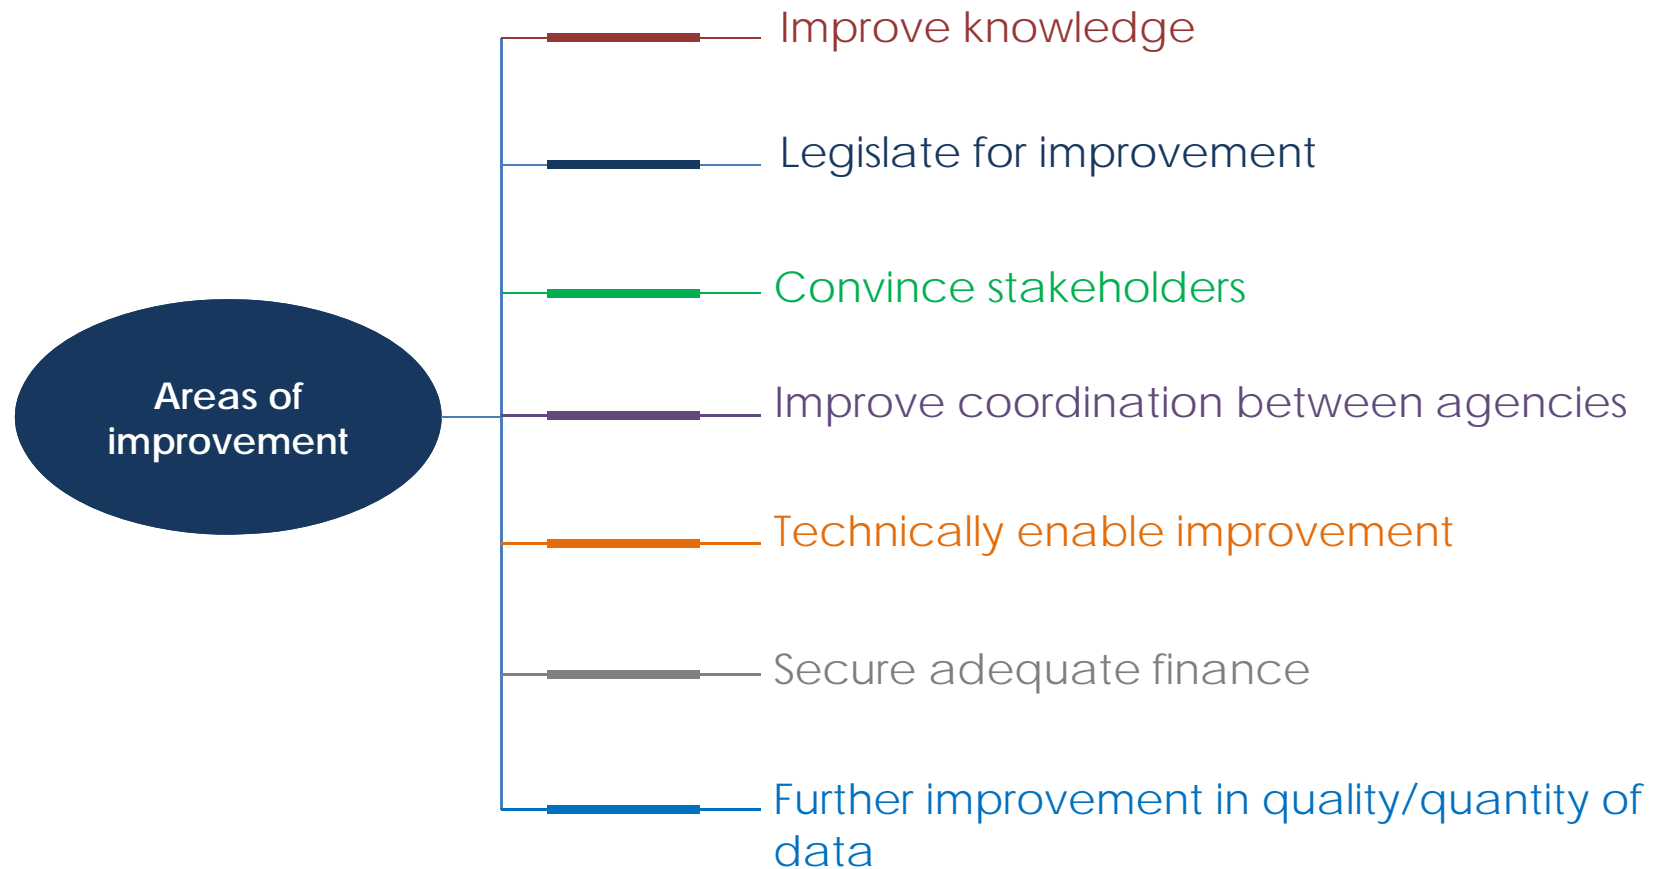 Improve knowledge
Legislate for improvement
Convince stakeholders
Areas of
improvement
Improve coordination between agencies
Technically enable improvement
Secure adequate finance
Further improvement in quality/quantity of
data